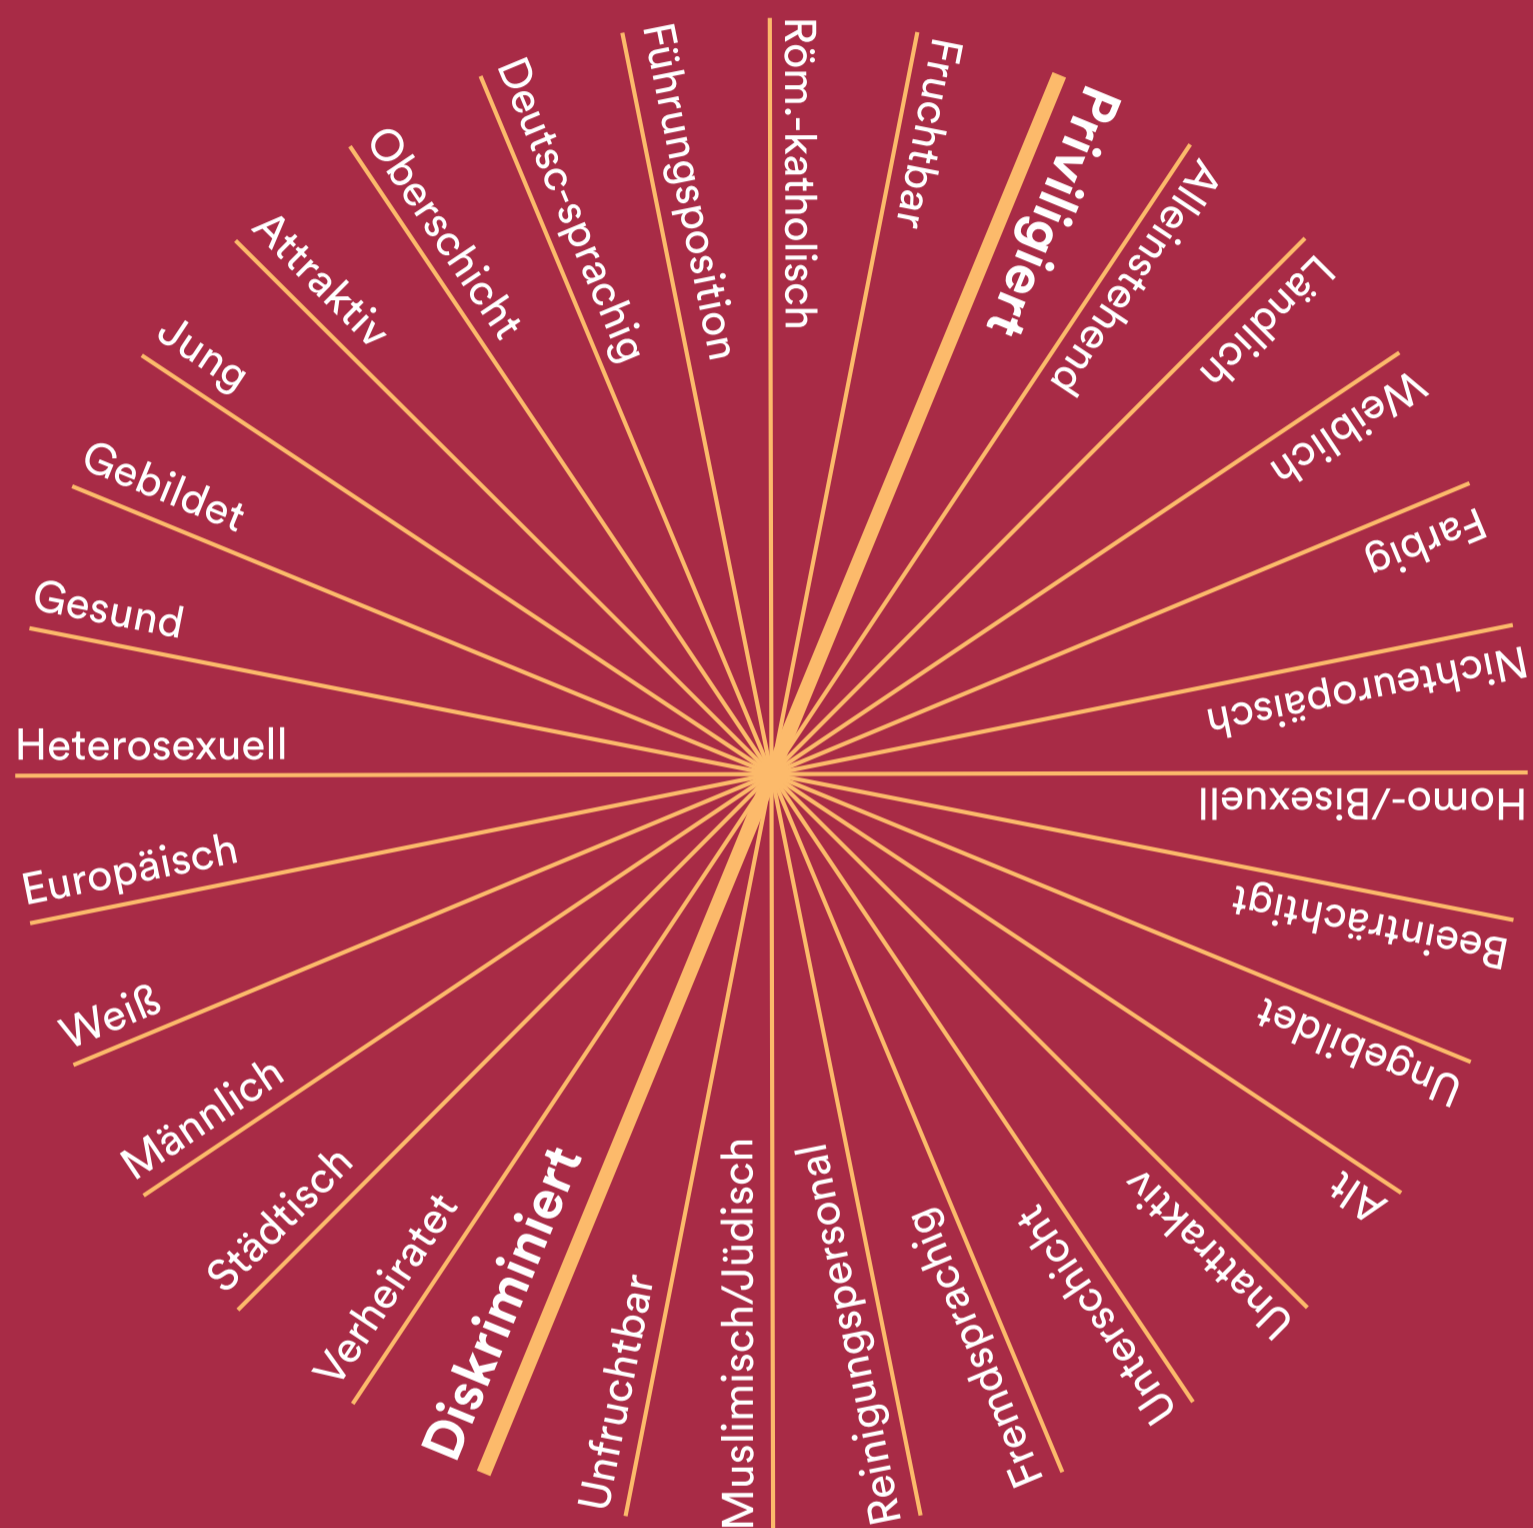 Röm.-katholisch
Fruchtbar
Priviligiert
Alleinstehend
Ländlich
Weiblich
Farbig
Nichteuropäisch
Homo-/Bisexuell
Beeinträchtigt
Ungebildet
Alt
Unattraktiv
Unterschicht
Fremdsprachig
Reinigungspersonal
Muslimisch/Jüdisch
Unfruchtbar
Diskriminiert
Verheiratet
Städtisch
Männlich
Weiß
Europäisch
Heterosexuell
Gesund
Gebildet
Jung
Attraktiv
Oberschicht
Deutsc-sprachig
Führungsposition